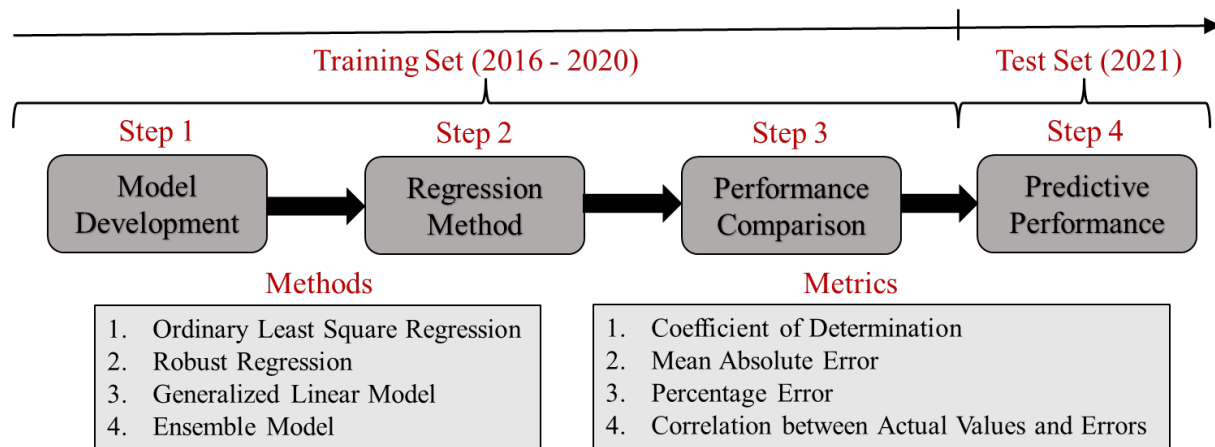 Training Set (2016 - 2020)
Test Set (2021)
Step 1
Step 2
Step 3
Step 4
Model
Development
Regression
Method
Performance
Comparison
Predictive
Performance
Methods
1. Ordinary Least Square Regression
2. Robust Regression
3. Generalized Linear Model
4. Ensemble Model
Metrics
1. Coefficient of Determination
2. Mean Absolute Error
3. Percentage Error
4. Correlation between Actual Values and Errors